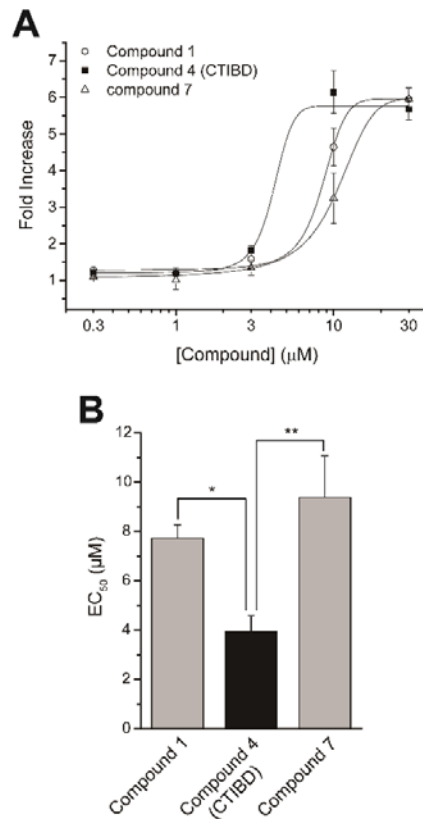 A
Compound 1
Compound 4 (CTIBD)
compound 7
Fold Increase
7
6
5
4
3
2
1
0.3
1
3
10
30
[Compound] (μM)
B
EC50 (μM)
12
10
8
6
4
2
0
*
**
Compound 1
Compound 4
(CTIBD)
Compound 7